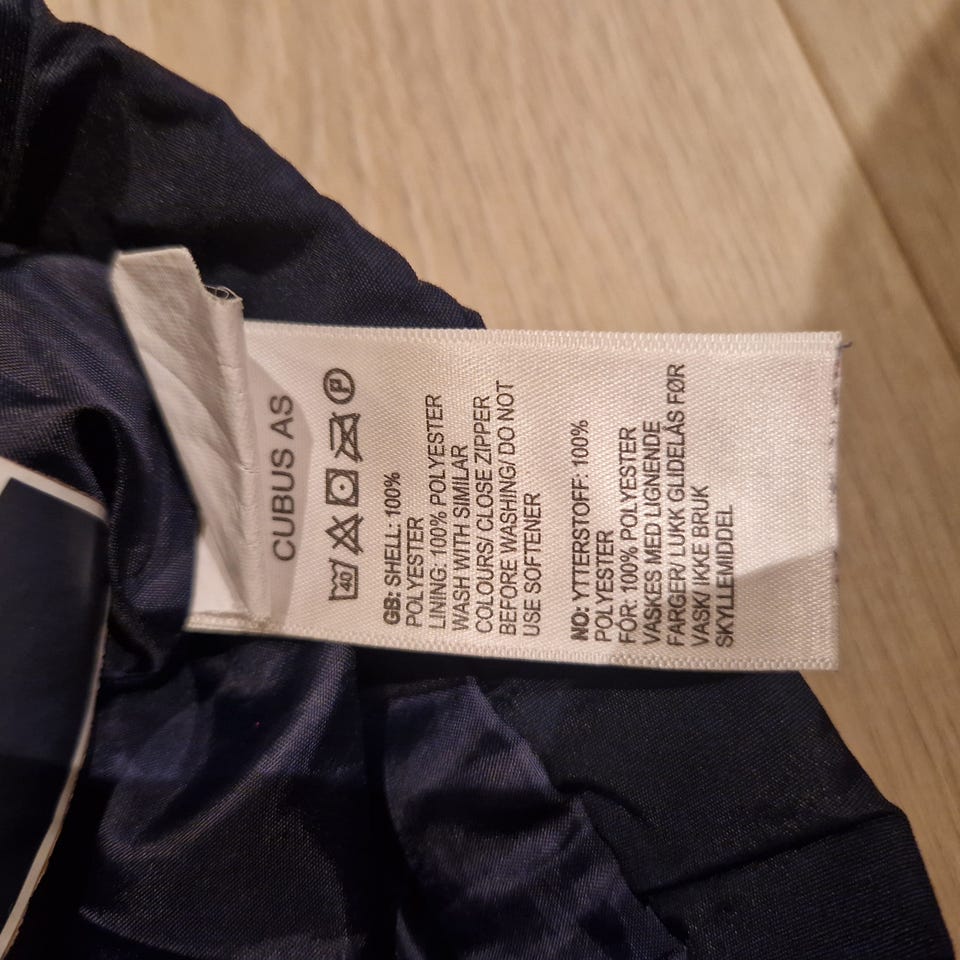 CUBUS AS
40 P
GB: SHELL: 100%
POLYESTER
LINING: 100% POLYESTER
WASH WITH SIMILAR
COLOURS/ CLOSE ZIPPER
BEFORE WASHING/ DO NOT
USE SOFTENER
NO: YTTERSTOFF: 100%
POLYESTER
FÓR: 100% POLYESTER
VASKES MED LIGNENDE
FARGER/ LUKK GLIDELÅS FØR
VASK/ IKKE BRUK
SKYLLEMIDDEL